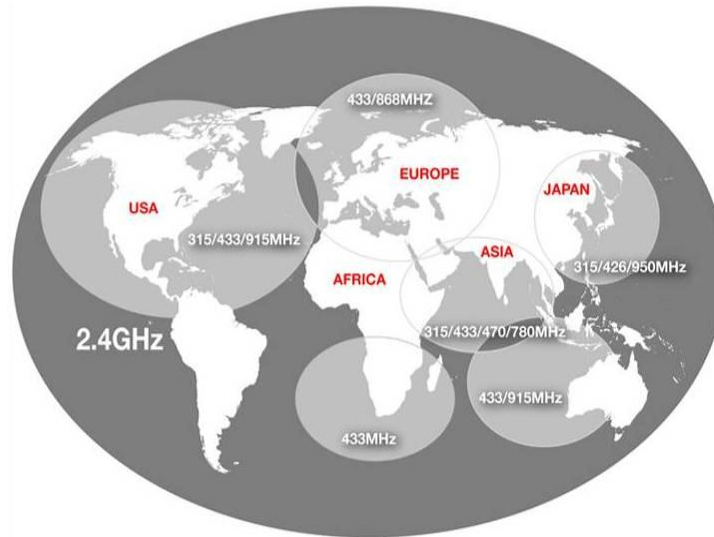 433/868MHZ
EUROPE
USA
JAPAN
315/433/915MHz
ASIA
315/426/950MHz
AFRICA
2.4GHz
315/433/470/780MHz
433/915MHz
433MHz